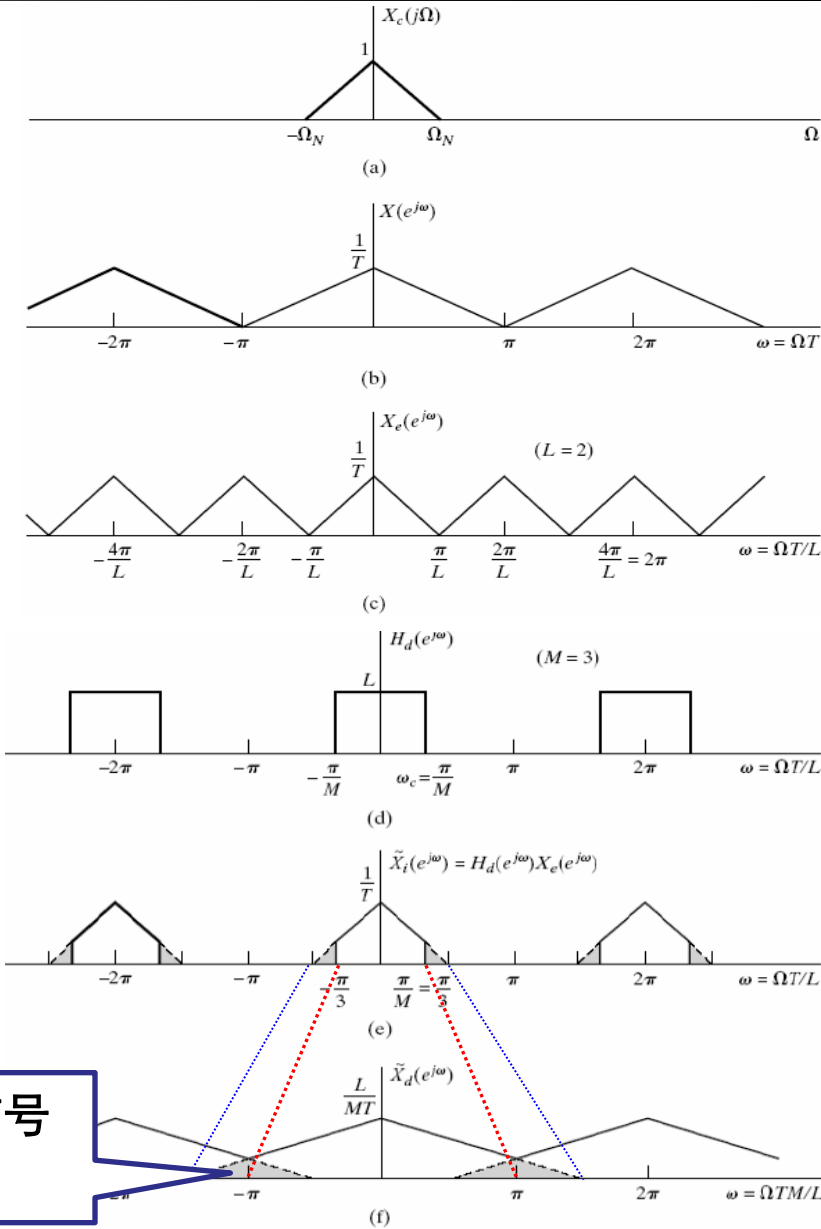 X_c(jΩ)
1
−Ω_N Ω_N Ω
(a)
X(e^{jω})
1/T
−2π −π π 2π ω = ΩT
(b)
X_e(e^{jω})
1/T (L = 2)
−4π/L −2π/L −π/L π/L 2π/L 4π/L = 2π ω = ΩT/L
(c)
H_d(e^{jω})
L (M = 3)
−2π −π −π/M ω_c = π/M π 2π ω = ΩT/L
(d)
X̃_i(e^{jω}) = H_d(e^{jω})X_e(e^{jω})
1/T
−2π −π −π/3 π/M = π/3 π 2π ω = ΩT/L
(e)
X̃_d(e^{jω})
L/MT
号
−2π −π π 2π ω = ΩTM/L
(f)